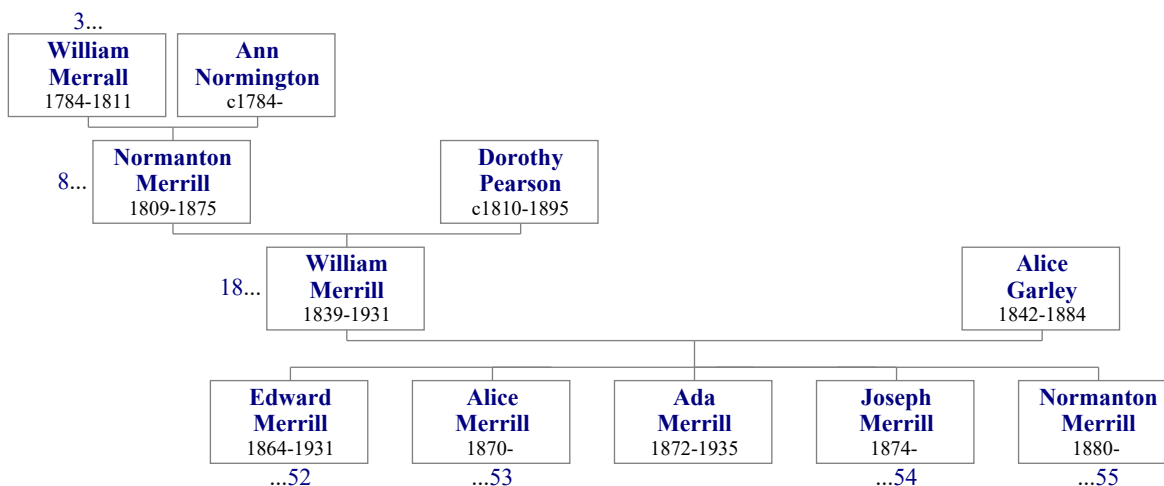 3...
William
Merrall
1784-1811
Ann
Normington
c1784-
8...
Normanton
Merrill
1809-1875
Dorothy
Pearson
c1810-1895
18...
William
Merrill
1839-1931
Alice
Garley
1842-1884
Edward
Merrill
1864-1931
...52
Alice
Merrill
1870-
...53
Ada
Merrill
1872-1935
Joseph
Merrill
1874-
...54
Normanton
Merrill
1880-
...55